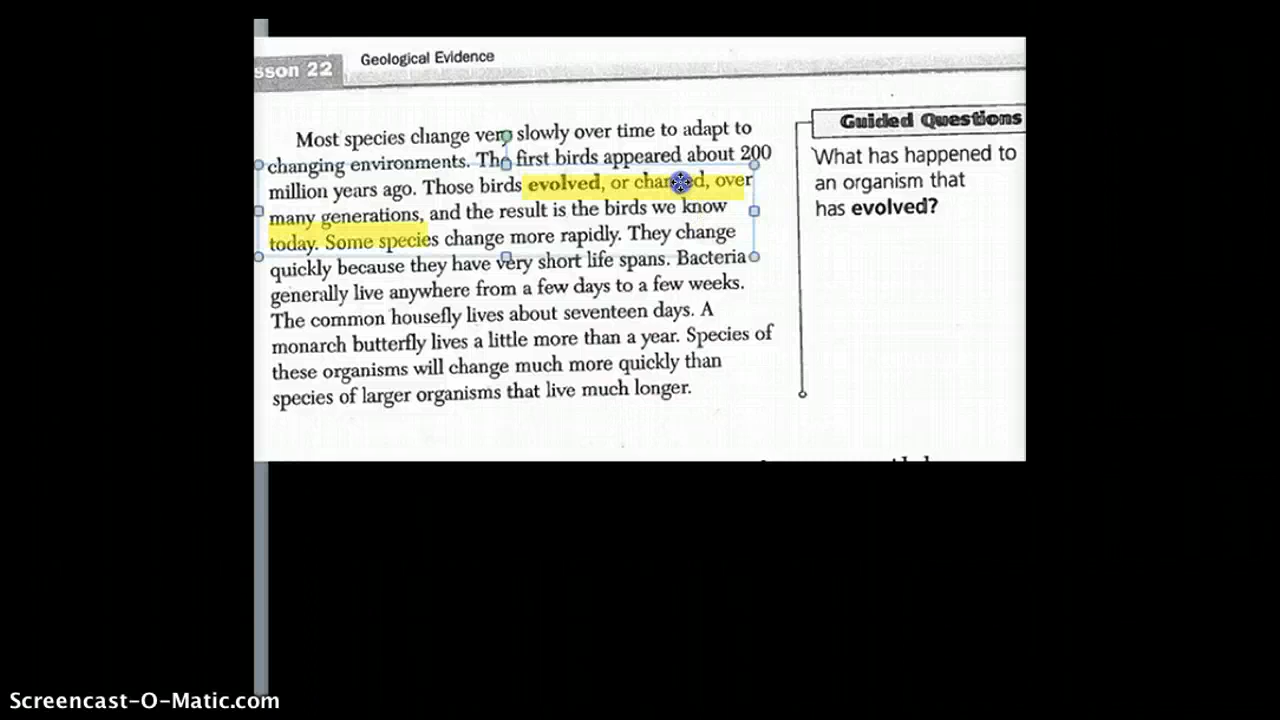 sson 22
Geological Evidence
Most species change very slowly over time to adapt to
changing environments. The first birds appeared about 200
million years ago. Those birds evolved, or changed, over
many generations, and the result is the birds we know
today. Some species change more rapidly. They change
quickly because they have very short life spans. Bacteria
generally live anywhere from a few days to a few weeks.
The common housefly lives about seventeen days. A
monarch butterfly lives a little more than a year. Species of
these organisms will change much more quickly than
species of larger organisms that live much longer.
Guided Questions
What has happened to
an organism that
has evolved?
Screencast-O-Matic.com